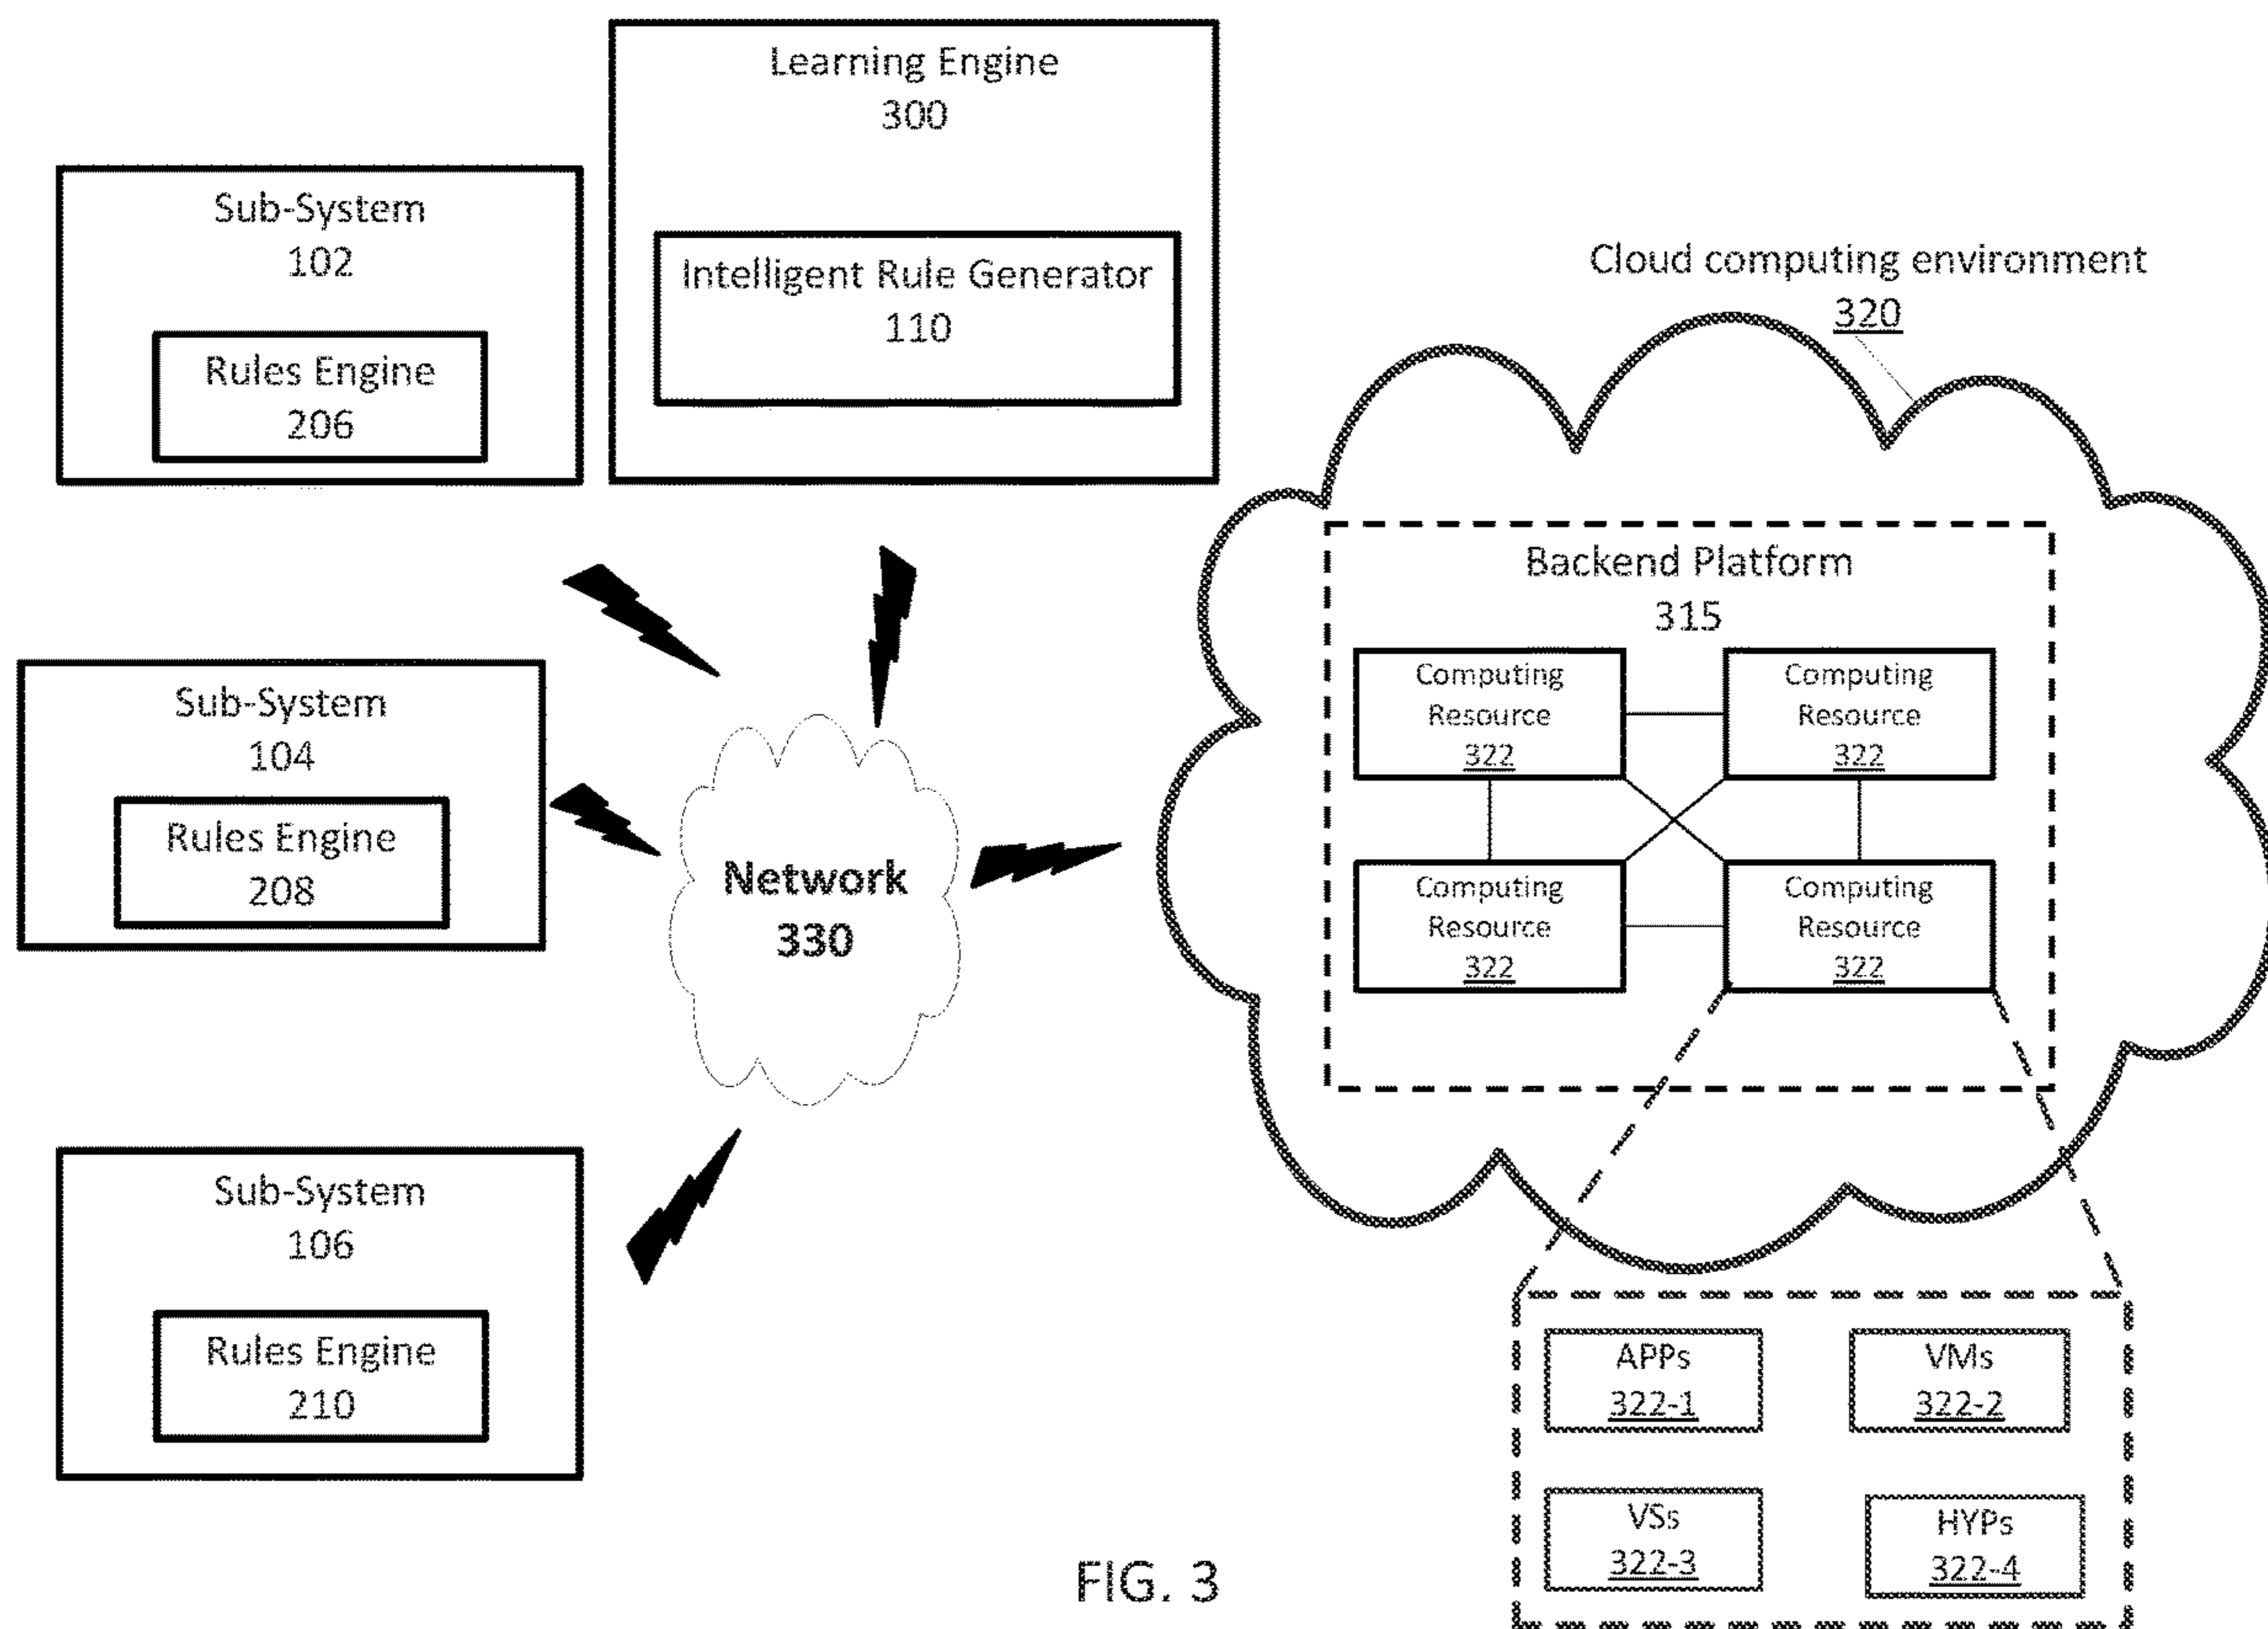 Learning Engine
300
Intelligent Rule Generator
110
Sub-System
102
Rules Engine
206
Cloud computing environment
320
Backend Platform
315
Computing
Resource
322
Computing
Resource
322
Computing
Resource
322
Computing
Resource
322
Sub-System
104
Rules Engine
208
Network
330
Sub-System
106
Rules Engine
210
APPs
322-1
VMs
322-2
VSs
322-3
HYPs
322-4
FIG. 3